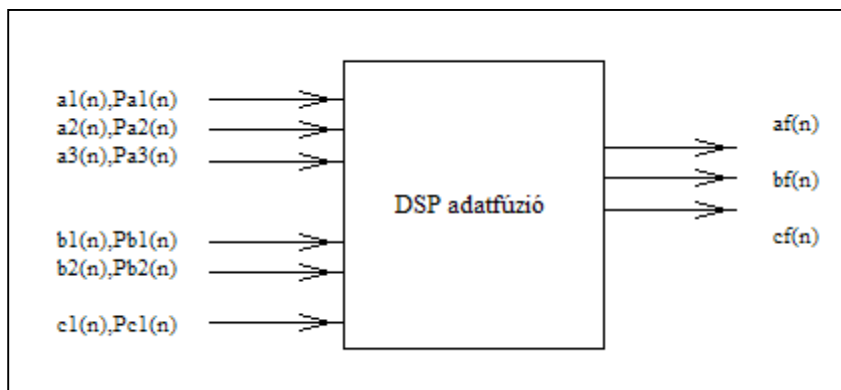 a1(n),Pa1(n)
a2(n),Pa2(n)
a3(n),Pa3(n)
b1(n),Pb1(n)
b2(n),Pb2(n)
c1(n),Pc1(n)
DSP adatfúzió
af(n)
bf(n)
cf(n)